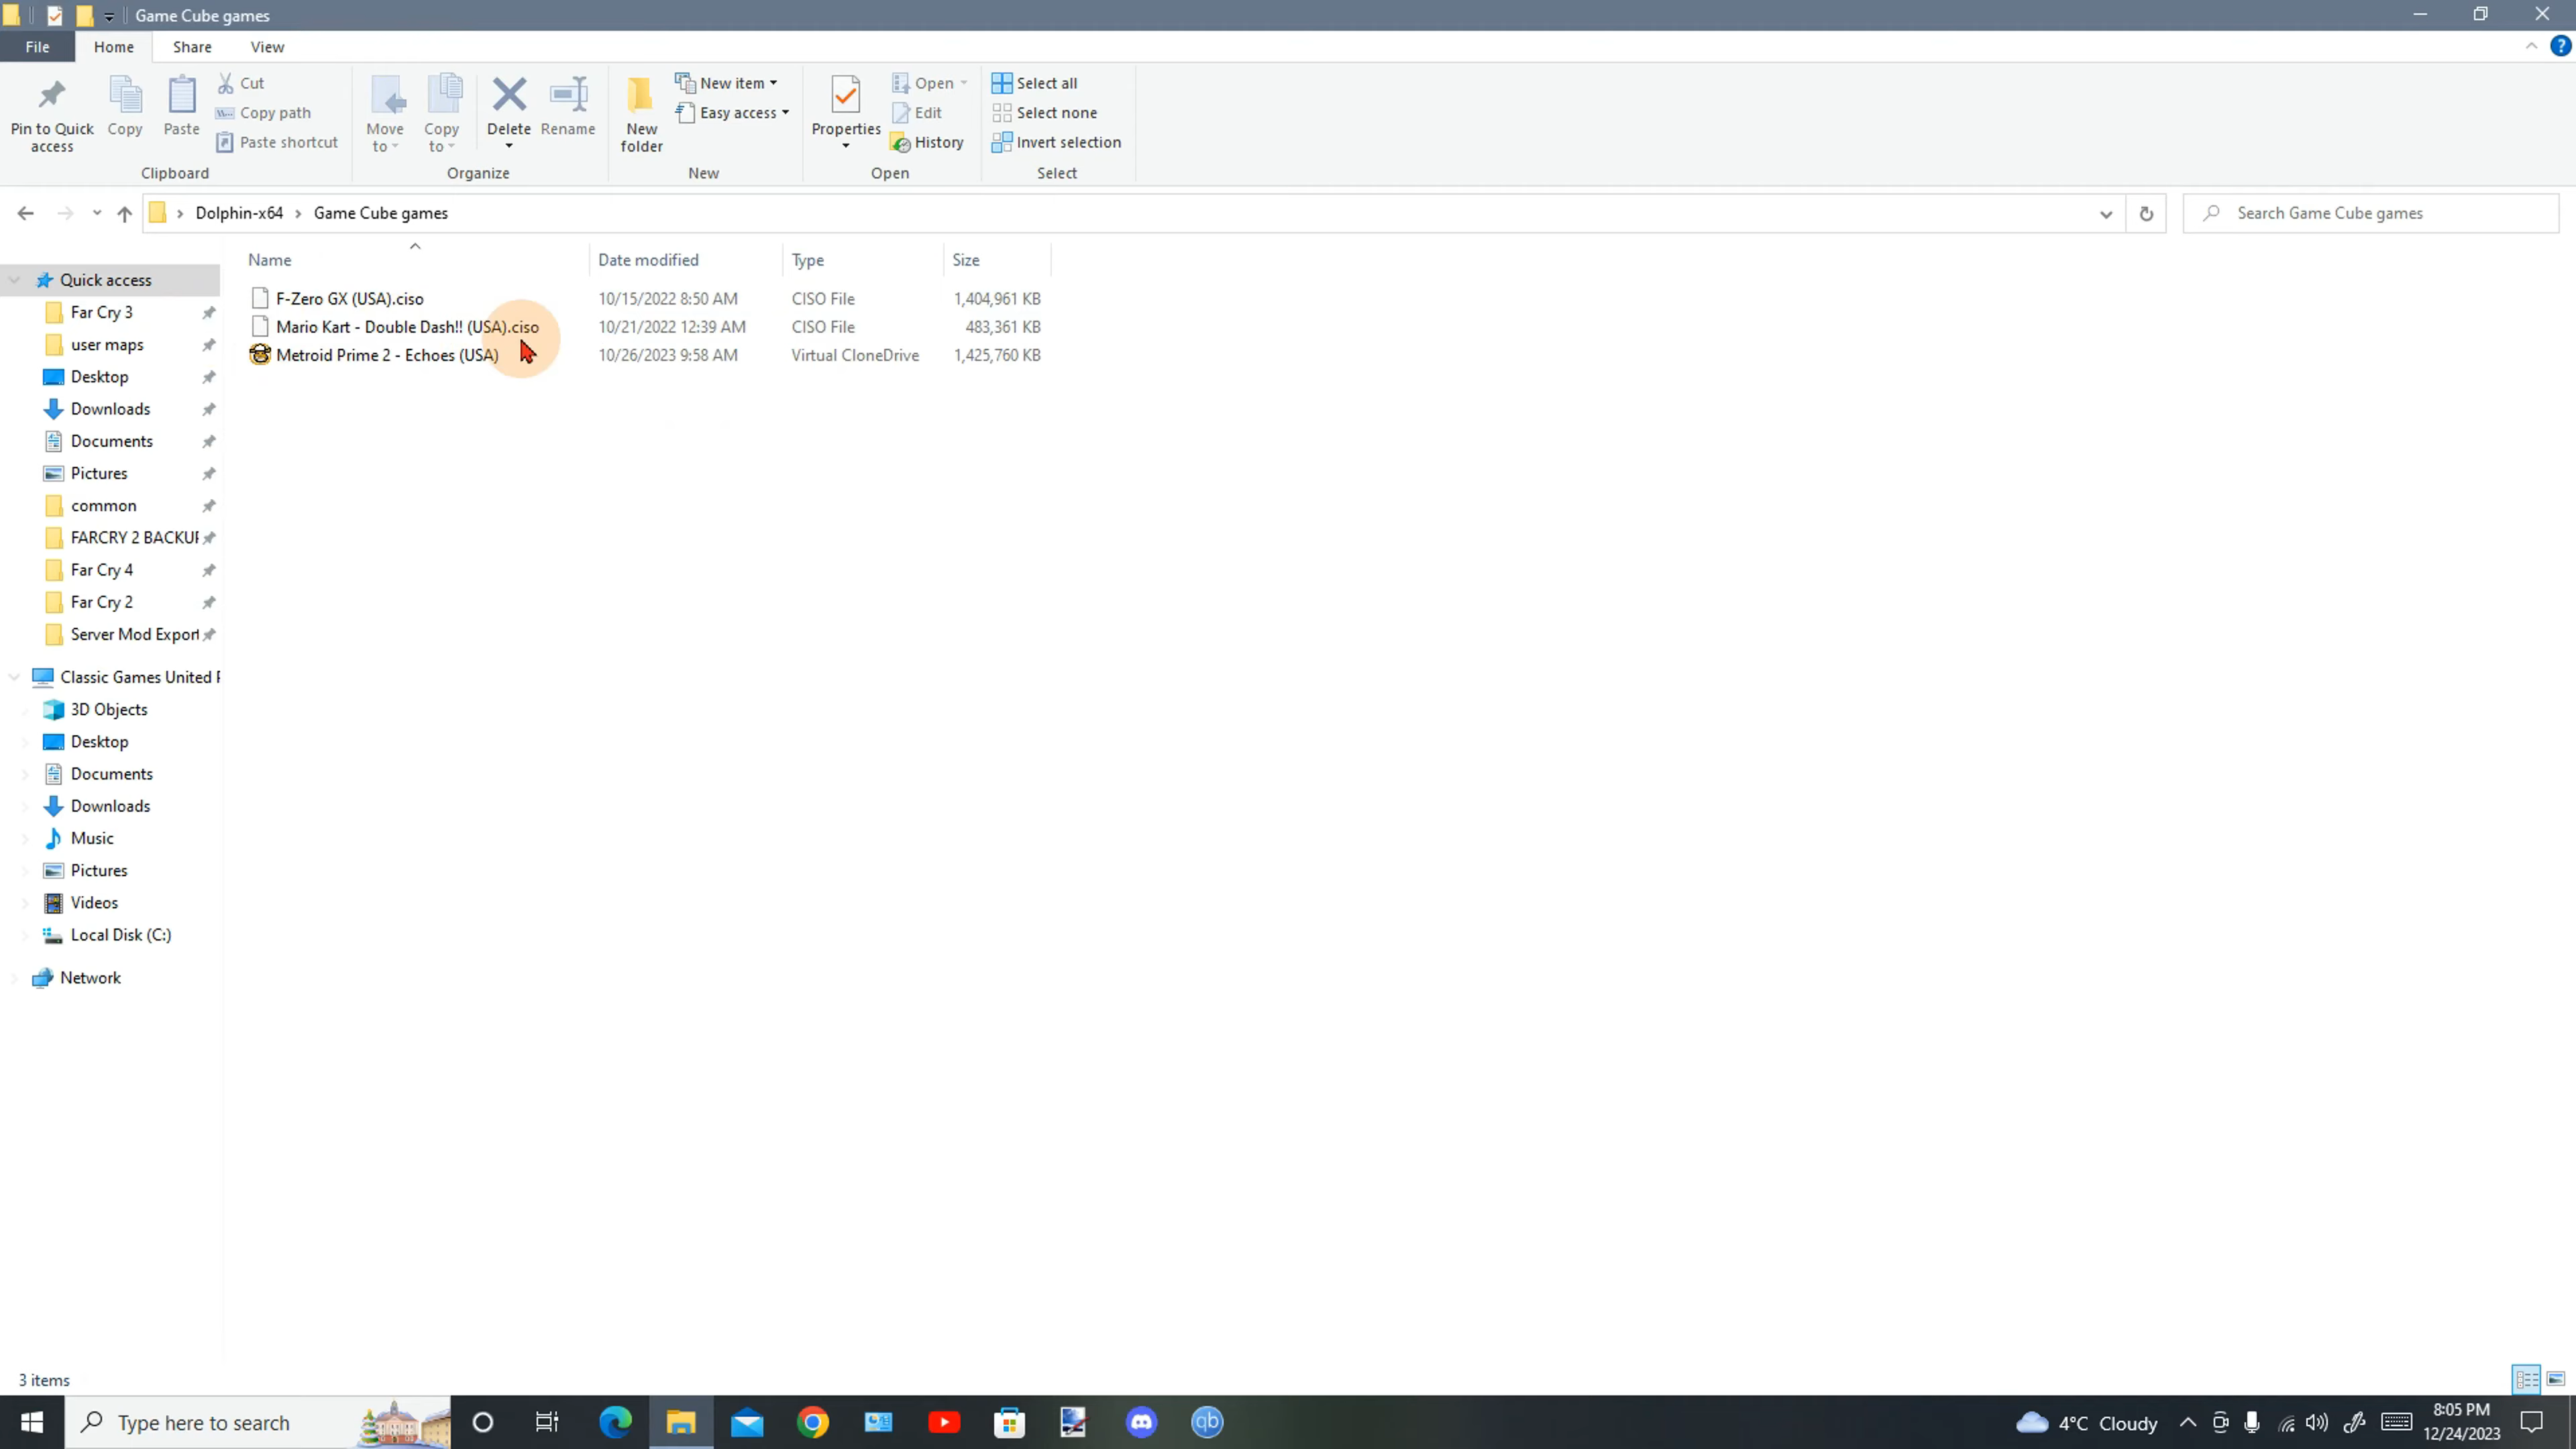 Game Cube games
File Home Share View
Pin to Quick access
Copy
Paste
Cut
Copy path
Paste shortcut
Clipboard
Move to
Copy to
Delete
Rename
Organize
New folder
New item
Easy access
New
Properties
Open
Edit
History
Open
Select all
Select none
Invert selection
Select
Dolphin-x64 > Game Cube games
Search Game Cube games
Name Date modified Type Size
F-Zero GX (USA).ciso 10/15/2022 8:50 AM CISO File 1,404,961 KB
Mario Kart - Double Dash!! (USA).ciso 10/21/2022 12:39 AM CISO File 483,361 KB
Metroid Prime 2 - Echoes (USA) 10/26/2023 9:58 AM Virtual CloneDrive 1,425,760 KB
Quick access
Far Cry 3
user maps
Desktop
Downloads
Documents
Pictures
common
FARCRY 2 BACKUP
Far Cry 4
Far Cry 2
Server Mod Export
Classic Games United P
3D Objects
Desktop
Documents
Downloads
Music
Pictures
Videos
Local Disk (C:)
Network
3 items
Type here to search
qb
4°C Cloudy
8:05 PM
12/24/2023